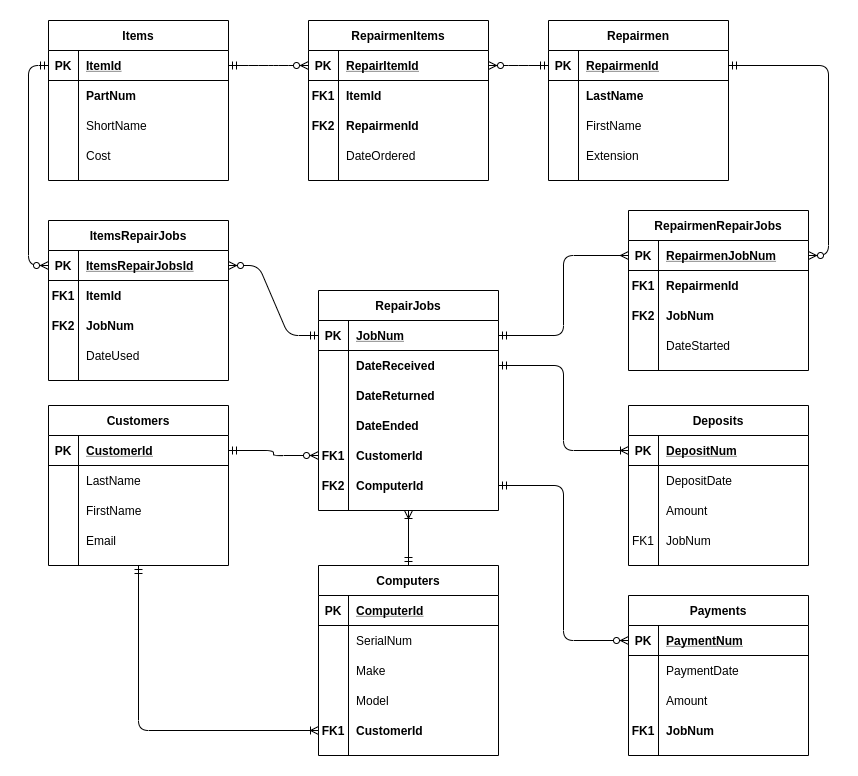 Items
PK ItemId
PartNum
ShortName
Cost
RepairmenItems
PK RepairItemId
FK1 ItemId
FK2 RepairmenId
DateOrdered
Repairmen
PK RepairmenId
LastName
FirstName
Extension
ItemsRepairJobs
PK ItemsRepairJobsId
FK1 ItemId
FK2 JobNum
DateUsed
RepairJobs
PK JobNum
DateReceived
DateReturned
DateEnded
FK1 CustomerId
FK2 ComputerId
RepairmenRepairJobs
PK RepairmenJobNum
FK1 RepairmenId
FK2 JobNum
DateStarted
Customers
PK CustomerId
LastName
FirstName
Email
Deposits
PK DepositNum
DepositDate
Amount
FK1 JobNum
Computers
PK ComputerId
SerialNum
Make
Model
FK1 CustomerId
Payments
PK PaymentNum
PaymentDate
Amount
FK1 JobNum